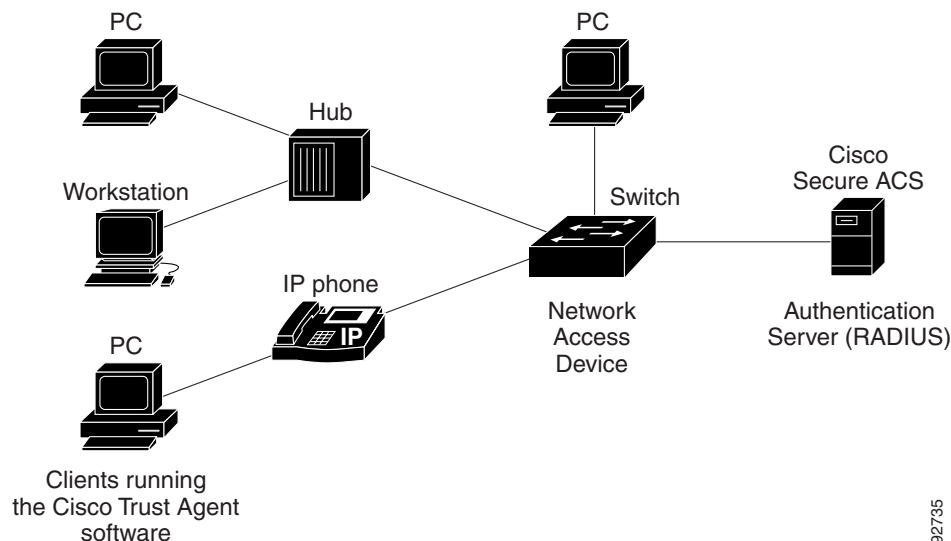 PC
PC
Hub
Cisco
Secure ACS
Workstation
Switch
IP phone
IP
Network
Access
Device
Authentication
Server (RADIUS)
PC
Clients running
the Cisco Trust Agent
software
92735